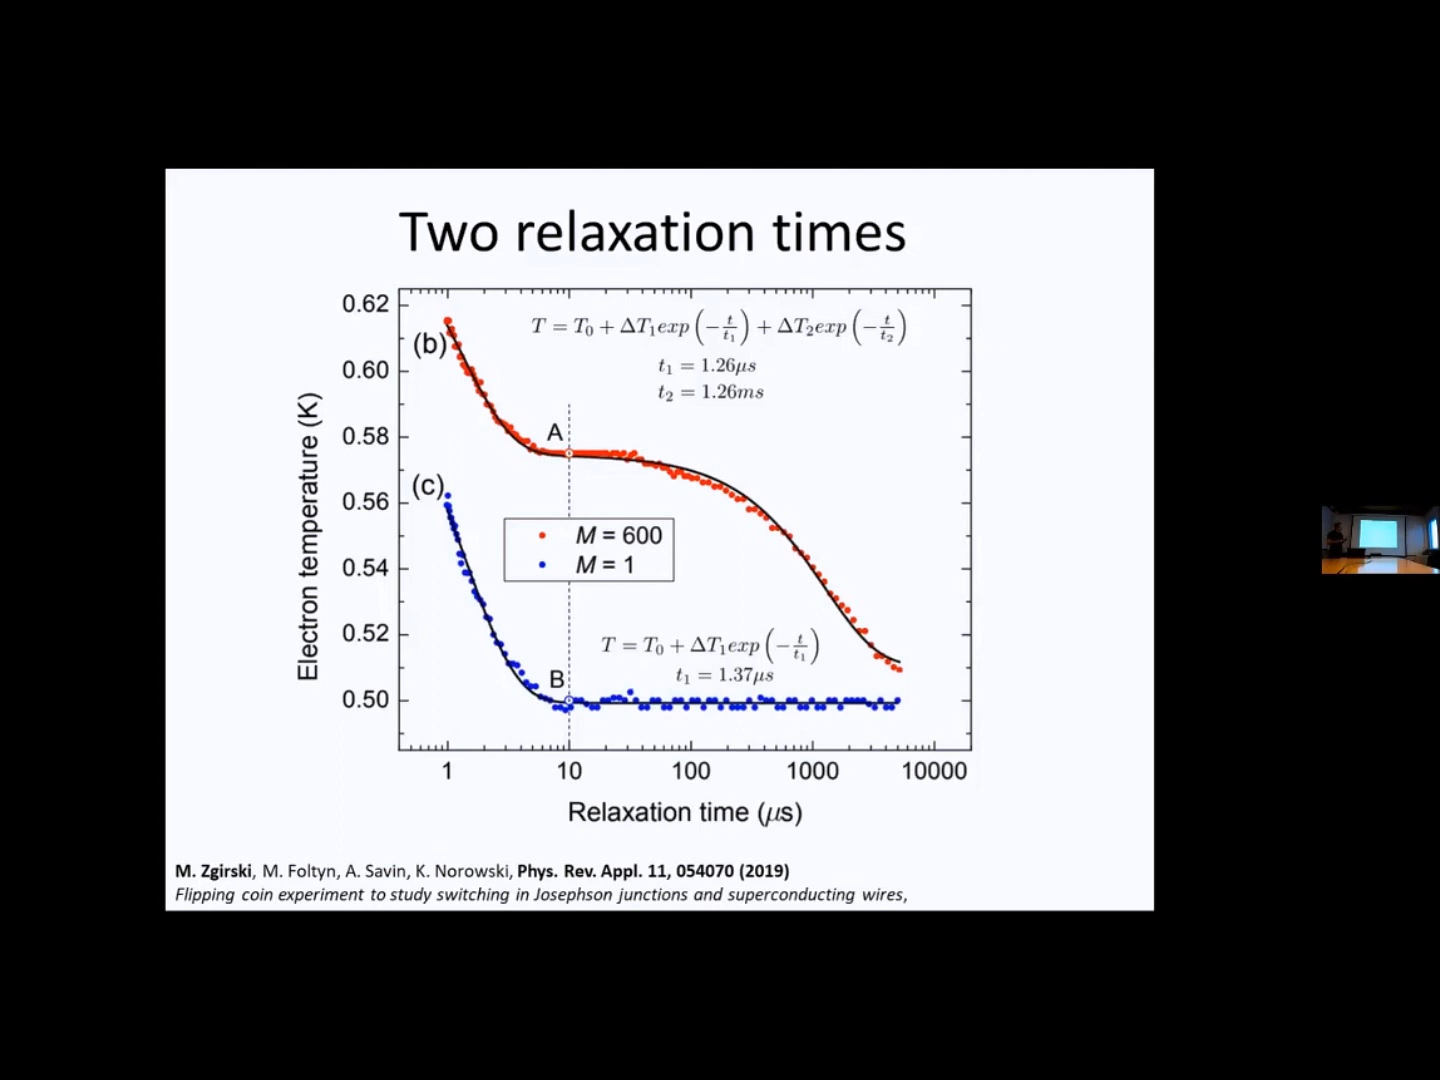 Two relaxation times
0.62
0.60
0.58
0.56
0.54
0.52
0.50
Electron temperature (K)
(b)
(c)
T = T₀ + ΔT₁exp(−t/t₁) + ΔT₂exp(−t/t₂)
t₁ = 1.26μs
t₂ = 1.26ms
A
M = 600
M = 1
T = T₀ + ΔT₁exp(−t/t₁)
t₁ = 1.37μs
B
1 10 100 1000 10000
Relaxation time (μs)
M. Zgirski, M. Foltyn, A. Savin, K. Norowski, Phys. Rev. Appl. 11, 054070 (2019)
Flipping coin experiment to study switching in Josephson junctions and superconducting wires,